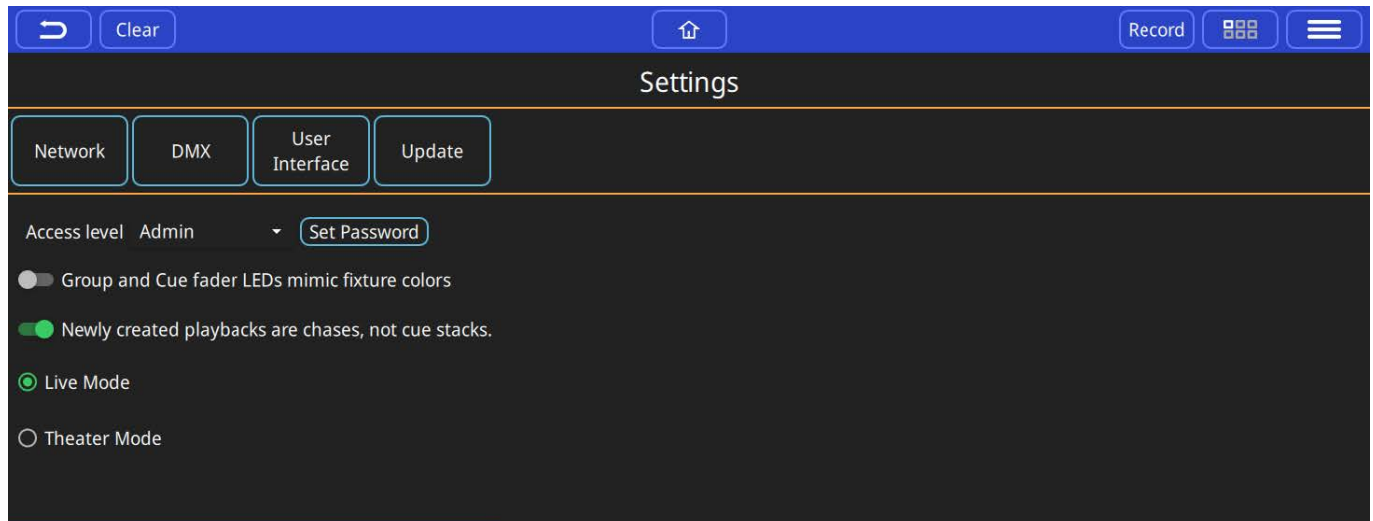 Clear
Record
Settings
Network
DMX
User
Interface
Update
Access level Admin Set Password
Group and Cue fader LEDs mimic fixture colors
Newly created playbacks are chases, not cue stacks.
Live Mode
Theater Mode